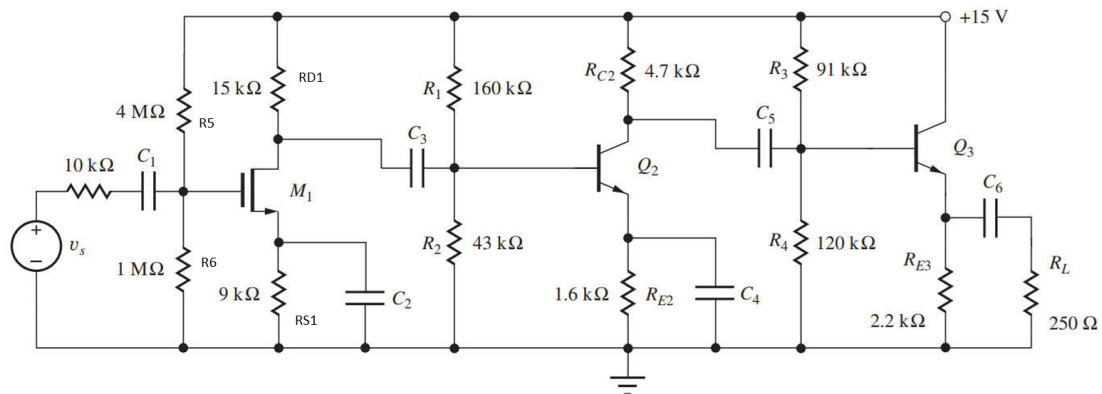 +15 V
RD1
15 kΩ
R1
160 kΩ
RC2
4.7 kΩ
R3
91 kΩ
4 MΩ
R5
C3
C5
10 kΩ
C1
M1
Q2
Q3
C6
vs
+
−
1 MΩ
R6
9 kΩ
RS1
C2
R2
43 kΩ
1.6 kΩ
RE2
C4
R4
120 kΩ
RE3
2.2 kΩ
RL
250 Ω